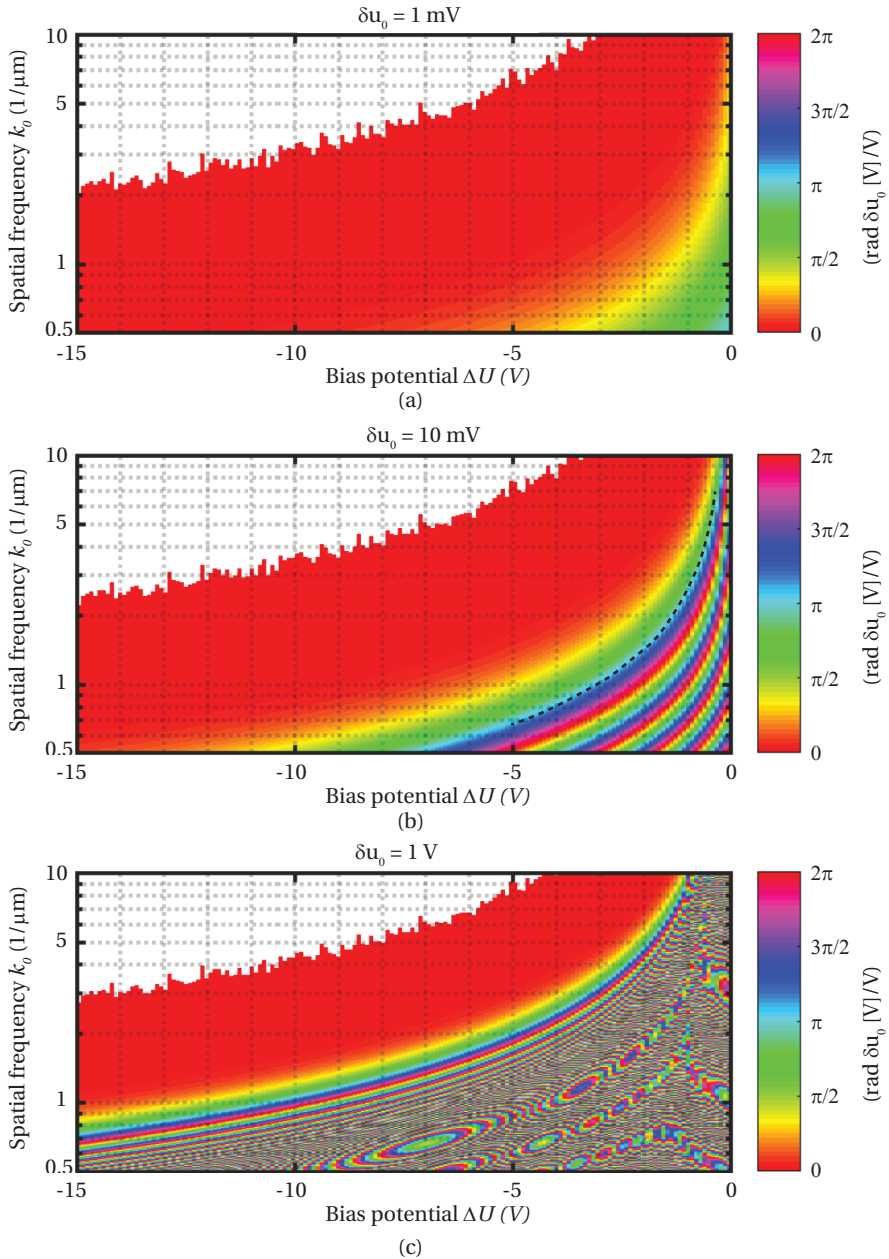 δu₀ = 1 mV
10
5
1
0.5
Spatial frequency k₀ (1/μm)
-15
-10
-5
0
Bias potential ΔU (V)
2π
3π/2
π
π/2
0
(rad δu₀ [V]/V)
(a)
δu₀ = 10 mV
10
5
1
0.5
Spatial frequency k₀ (1/μm)
-15
-10
-5
0
Bias potential ΔU (V)
2π
3π/2
π
π/2
0
(rad δu₀ [V]/V)
(b)
δu₀ = 1 V
10
5
1
0.5
Spatial frequency k₀ (1/μm)
-15
-10
-5
0
Bias potential ΔU (V)
2π
3π/2
π
π/2
0
(rad δu₀ [V]/V)
(c)